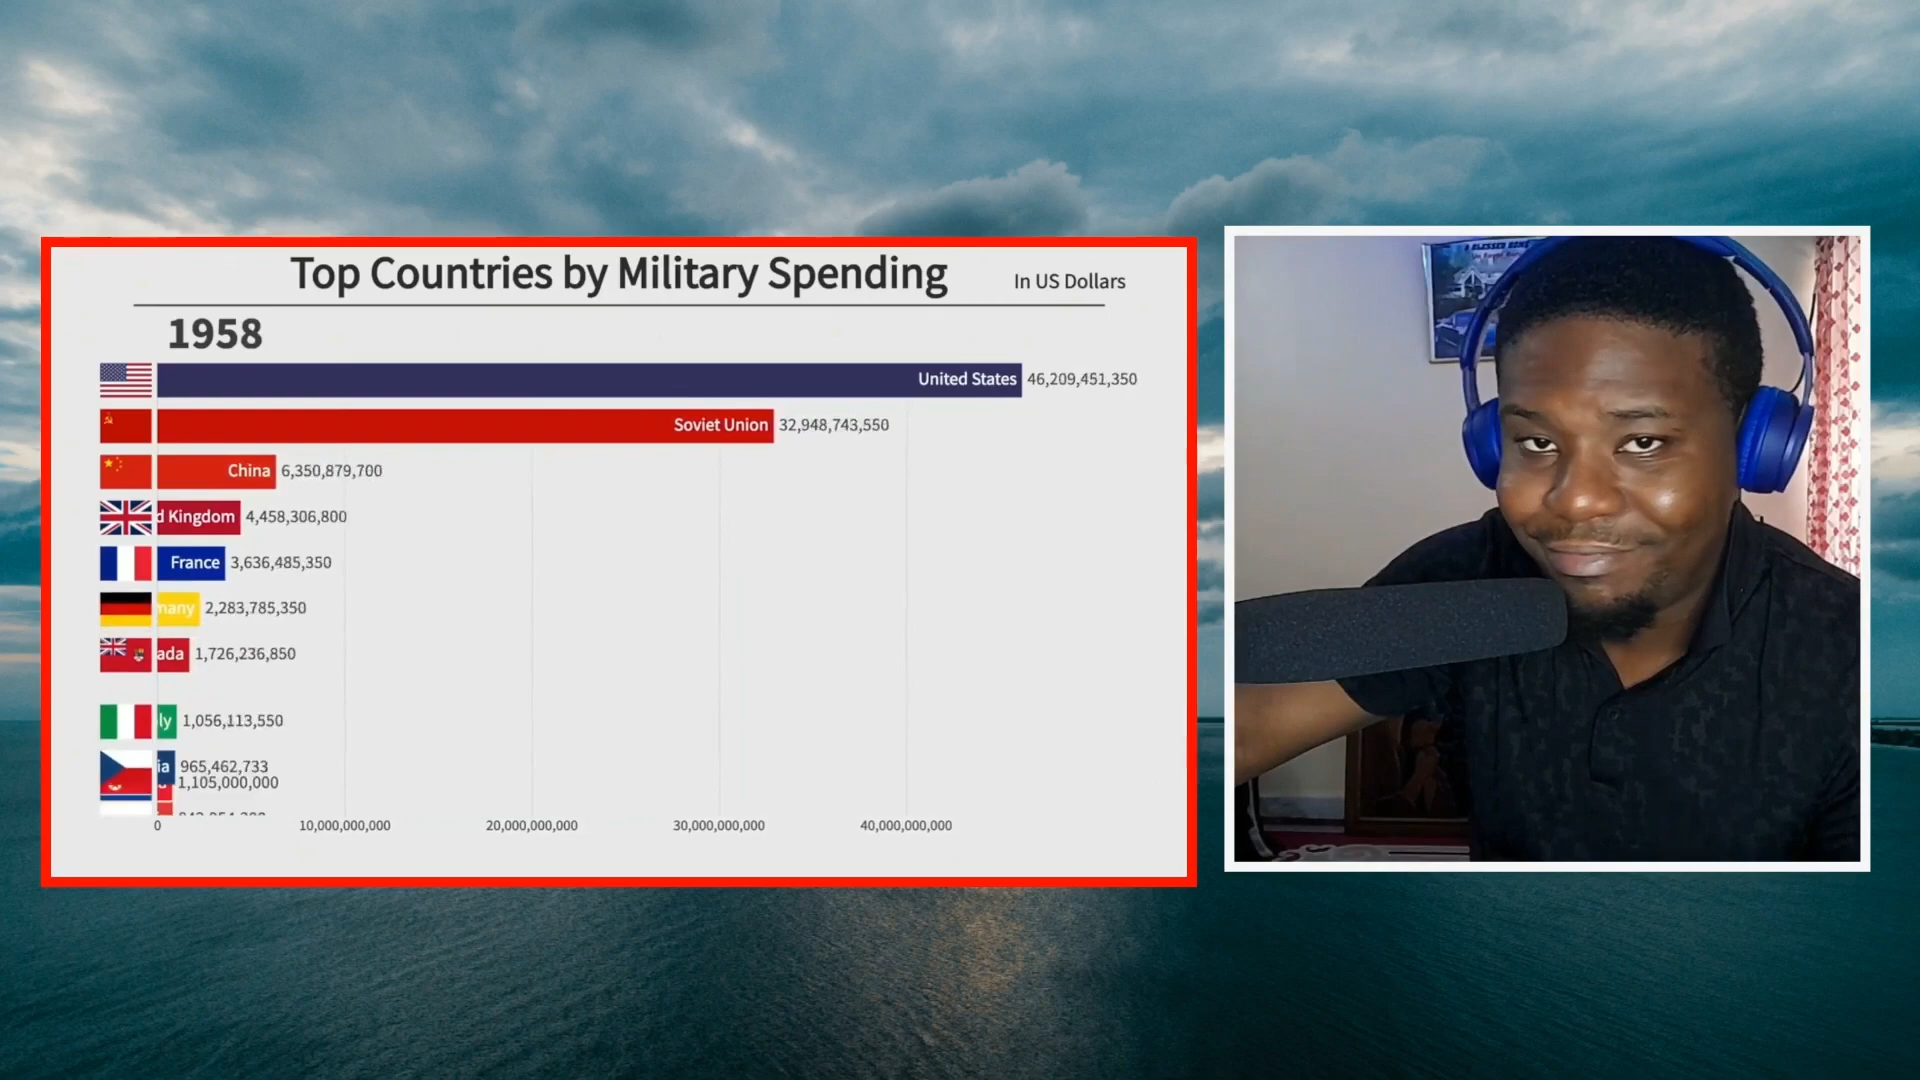 Top Countries by Military Spending
In US Dollars
1958
United States 46,209,451,350
Soviet Union 32,948,743,550
China 6,350,879,700
d Kingdom 4,458,306,800
France 3,636,485,350
many 2,283,785,350
ada 1,726,236,850
ly 1,056,113,550
ia 965,462,733
1,105,000,000
0 10,000,000,000 20,000,000,000 30,000,000,000 40,000,000,000
A BLESSED HOME